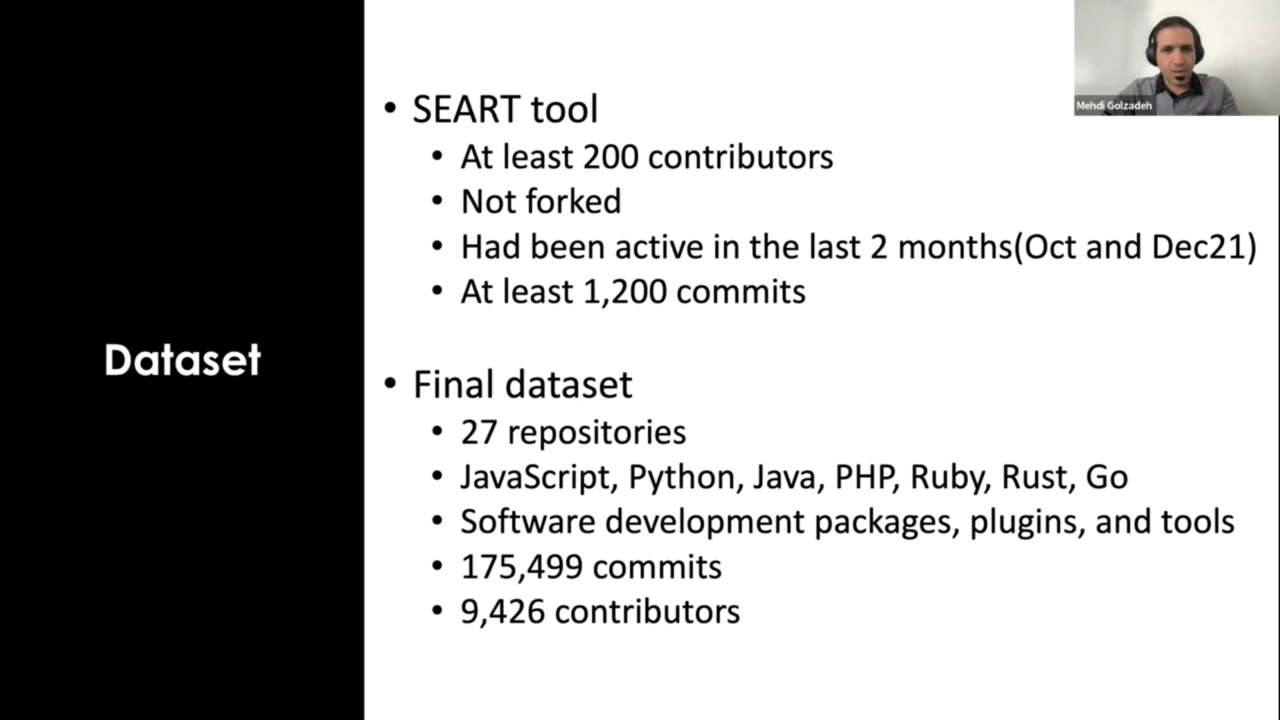 Dataset
• SEART tool
• At least 200 contributors
• Not forked
• Had been active in the last 2 months(Oct and Dec21)
• At least 1,200 commits
• Final dataset
• 27 repositories
• JavaScript, Python, Java, PHP, Ruby, Rust, Go
• Software development packages, plugins, and tools
• 175,499 commits
• 9,426 contributors
Mehdi Golzadeh